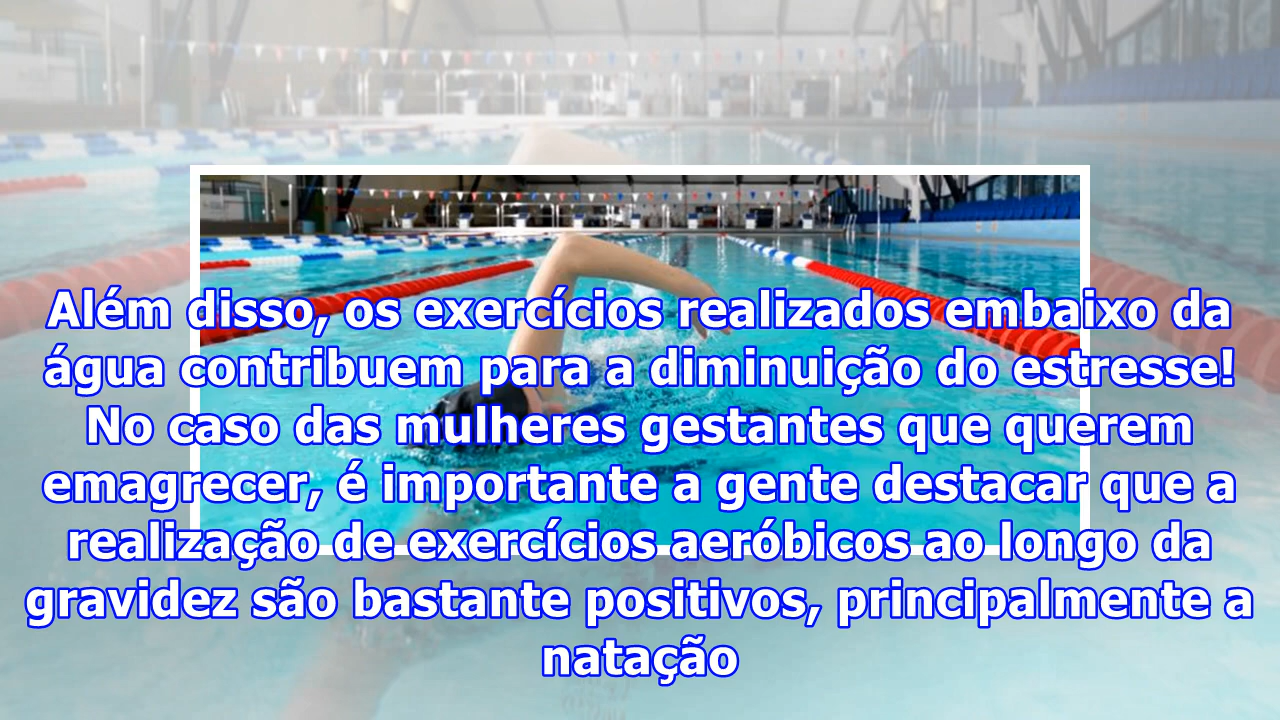 Além disso, os exercícios realizados embaixo da
água contribuem para a diminuição do estresse!
No caso das mulheres gestantes que querem
emagrecer, é importante a gente destacar que a
realização de exercícios aeróbicos ao longo da
gravidez são bastante positivos, principalmente a
natação